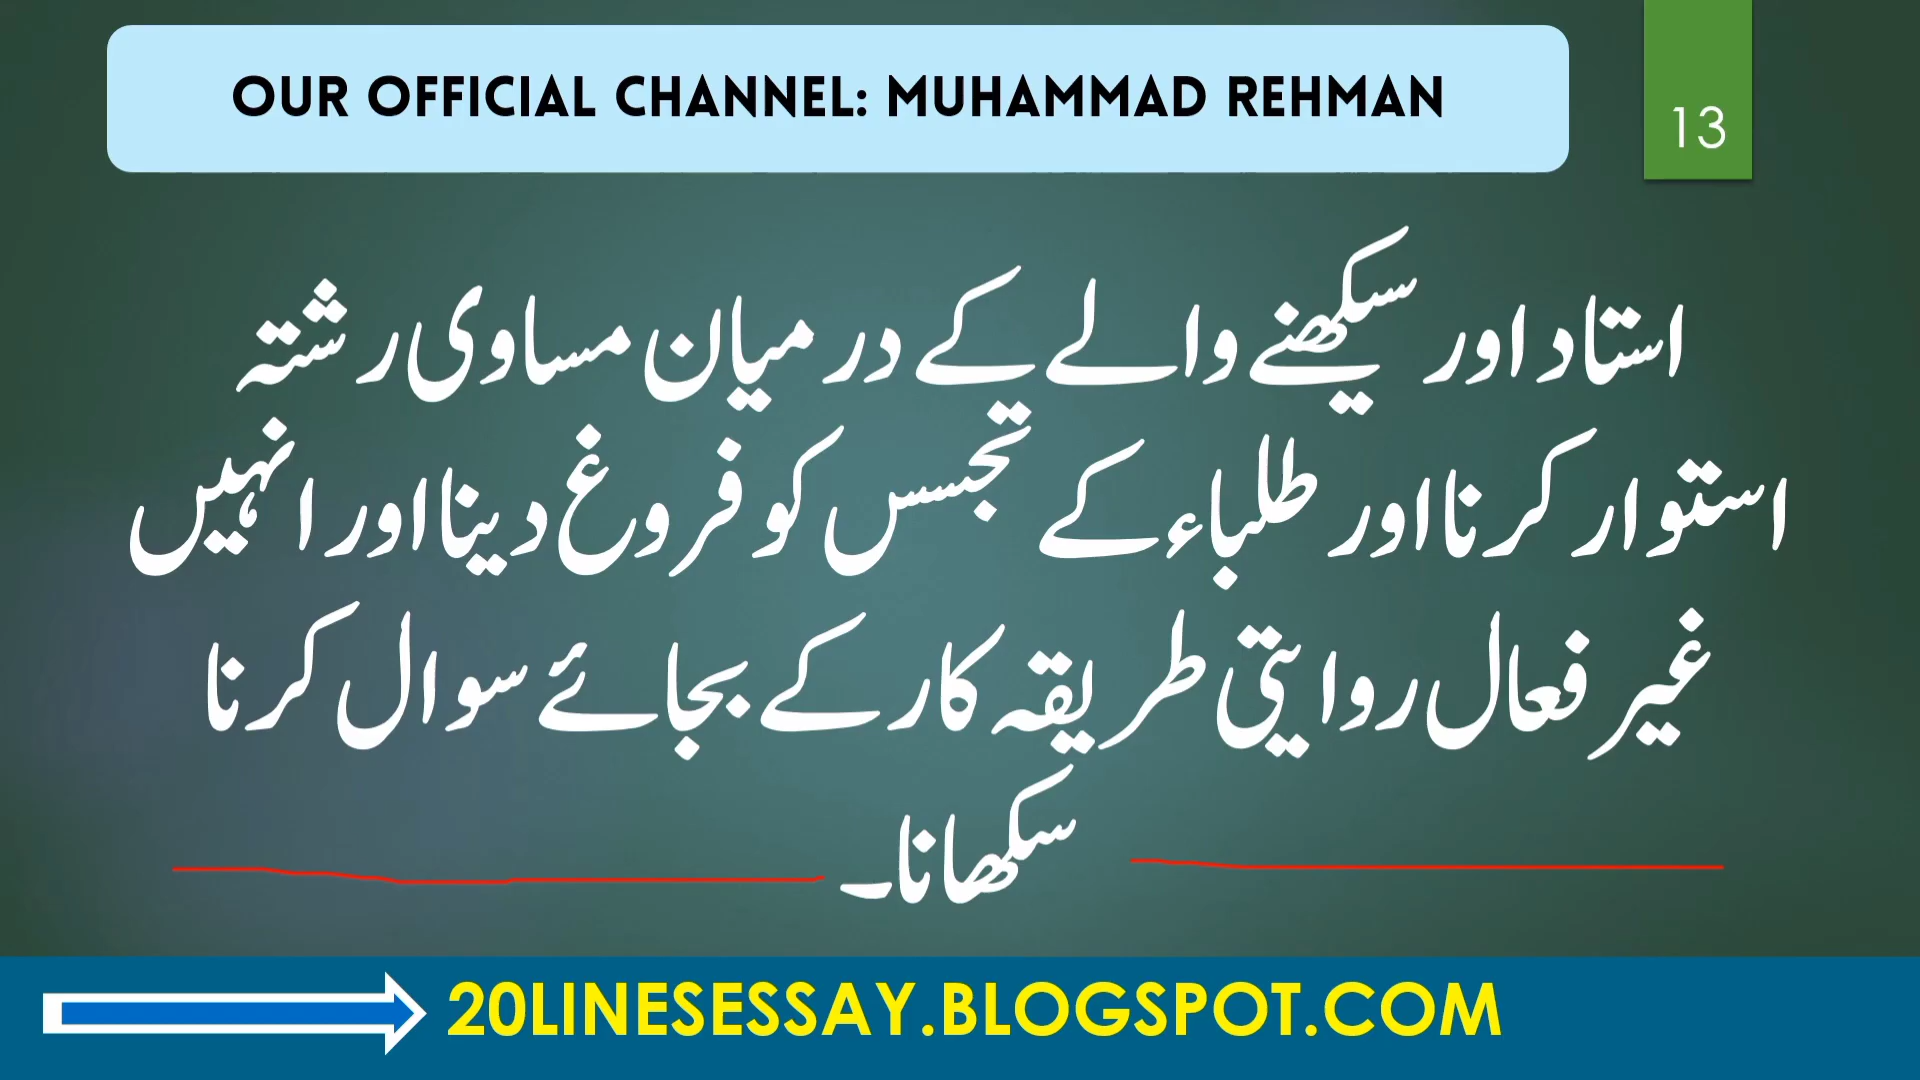 OUR OFFICIAL CHANNEL: MUHAMMAD REHMAN
13
استاد اور سکھنے والے کے درمیان مساوی رشتہ
استوار کرنا اور طلباء کے تجسس کو فروغ دینا اور انہیں
غیر فعال روایتی طریقہ کار کے بجائے سوال کرنا
سکھانا۔
20LINESESSAY.BLOGSPOT.COM